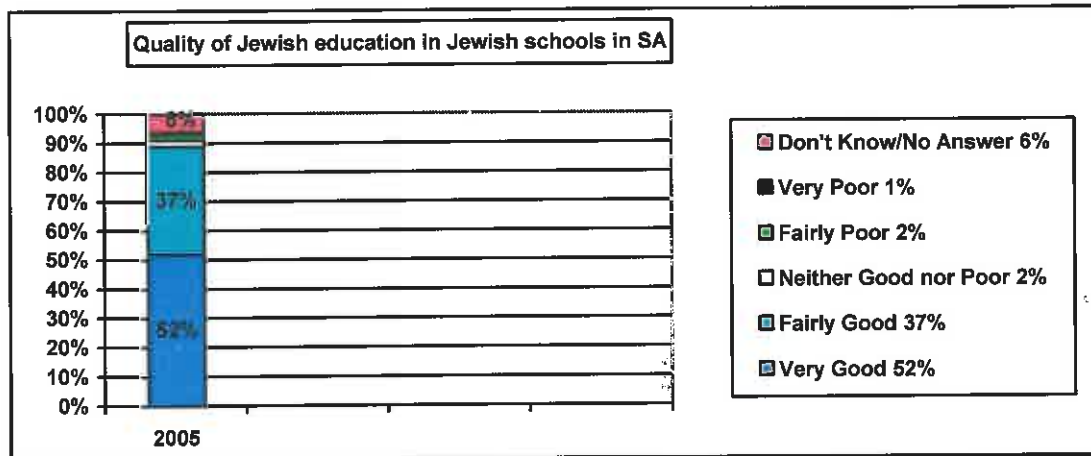 Quality of Jewish education in Jewish schools in SA
100%
90%
80%
70%
60%
50%
40%
30%
20%
10%
0%
6%
37%
52%
2005
Don't Know/No Answer 6%
Very Poor 1%
Fairly Poor 2%
Neither Good nor Poor 2%
Fairly Good 37%
Very Good 52%